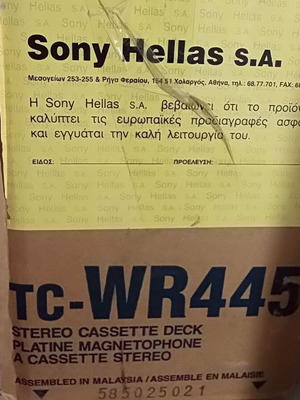 Sony Hellas S.A.
Μεσογείων 253-255 & Ρήγα Φεραίου, 154 51 Χολαργός, Αθήνα, τηλ.: 68.77.701, FAX: 68
Η Sony Hellas S.A. βεβαιώνει ότι το προϊόν
καλύπτει τις ευρωπαϊκές προδιαγραφές ασφα
και εγγυάται την καλή λειτουργία του.
ΕΙΔΟΣ: ΠΡΟΕΛΕΥΣΗ:
TC-WR445
STEREO CASSETTE DECK
PLATINE MAGNETOPHONE
A CASSETTE STEREO
ASSEMBLED IN MALAYSIA / ASSEMBLE EN MALAISIE
585025021